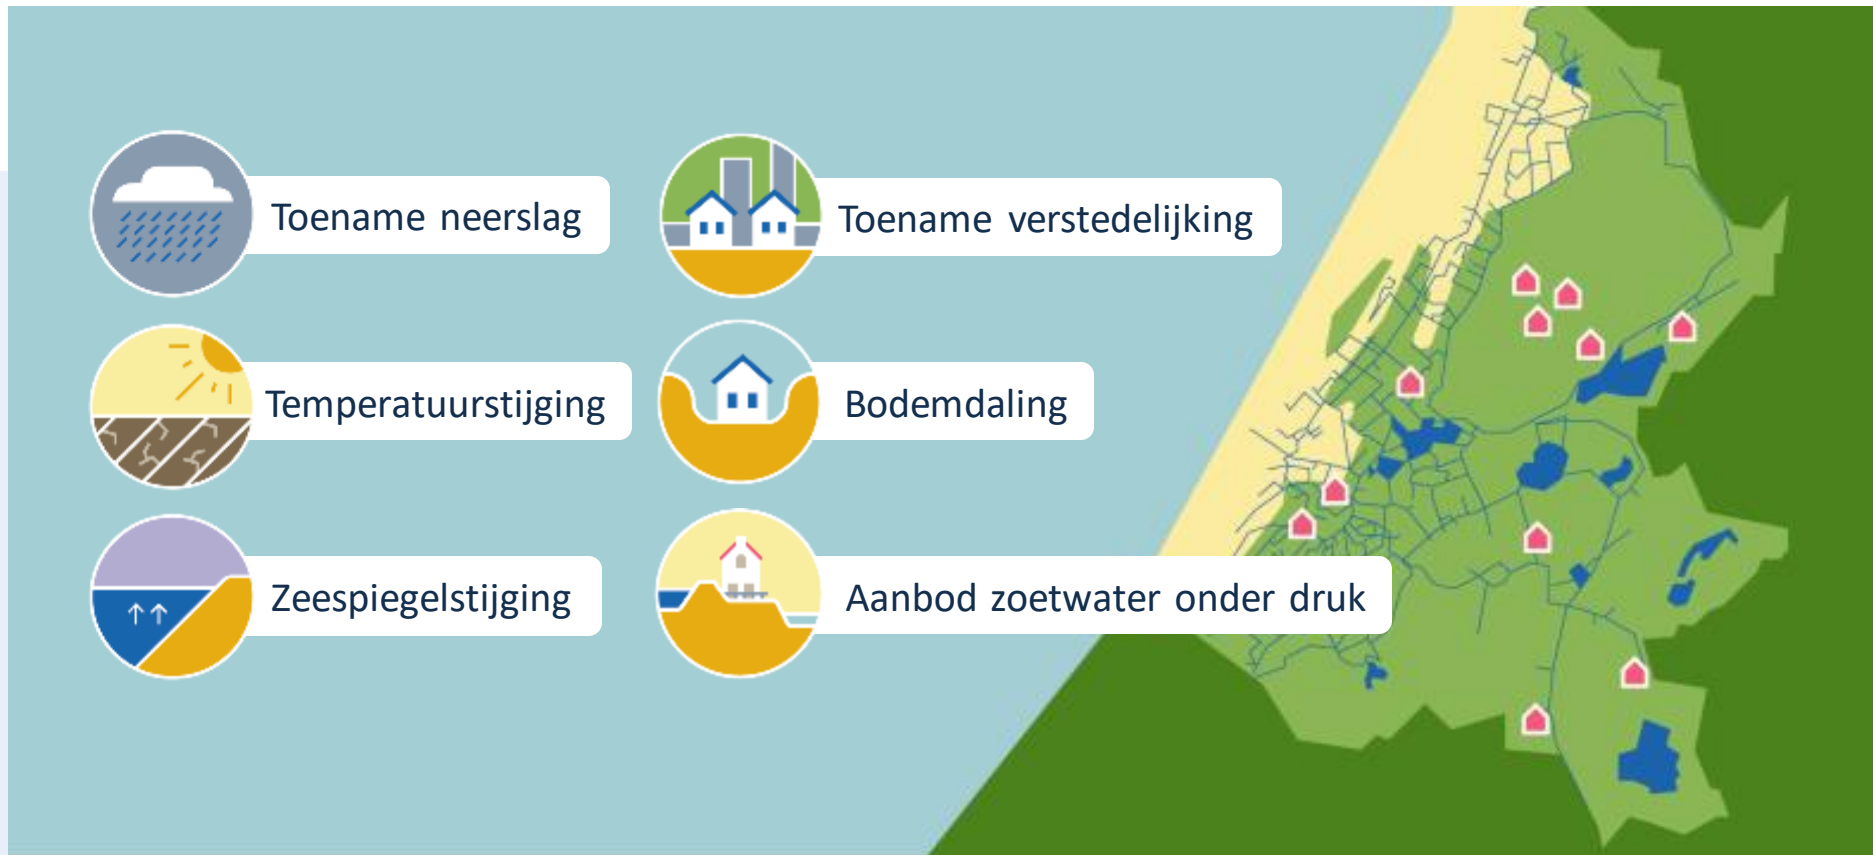 Toename neerslag
Toename verstedelijking
Temperatuurstijging
Bodemdaling
Zeespiegelstijging
Aanbod zoetwater onder druk